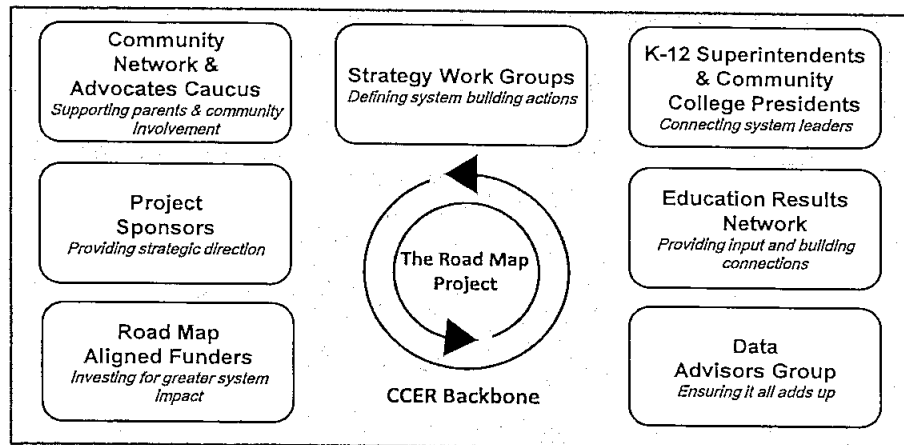 Community
Network &
Advocates Caucus
Supporting parents & community
Involvement
Strategy Work Groups
Defining system building actions
K-12 Superintendents
& Community
College Presidents
Connecting system leaders
Project
Sponsors
Providing strategic direction
The Road Map
Project
Education Results
Network
Providing input and building
connections
Road Map
Aligned Funders
Investing for greater system
impact
CCER Backbone
Data
Advisors Group
Ensuring it all adds up